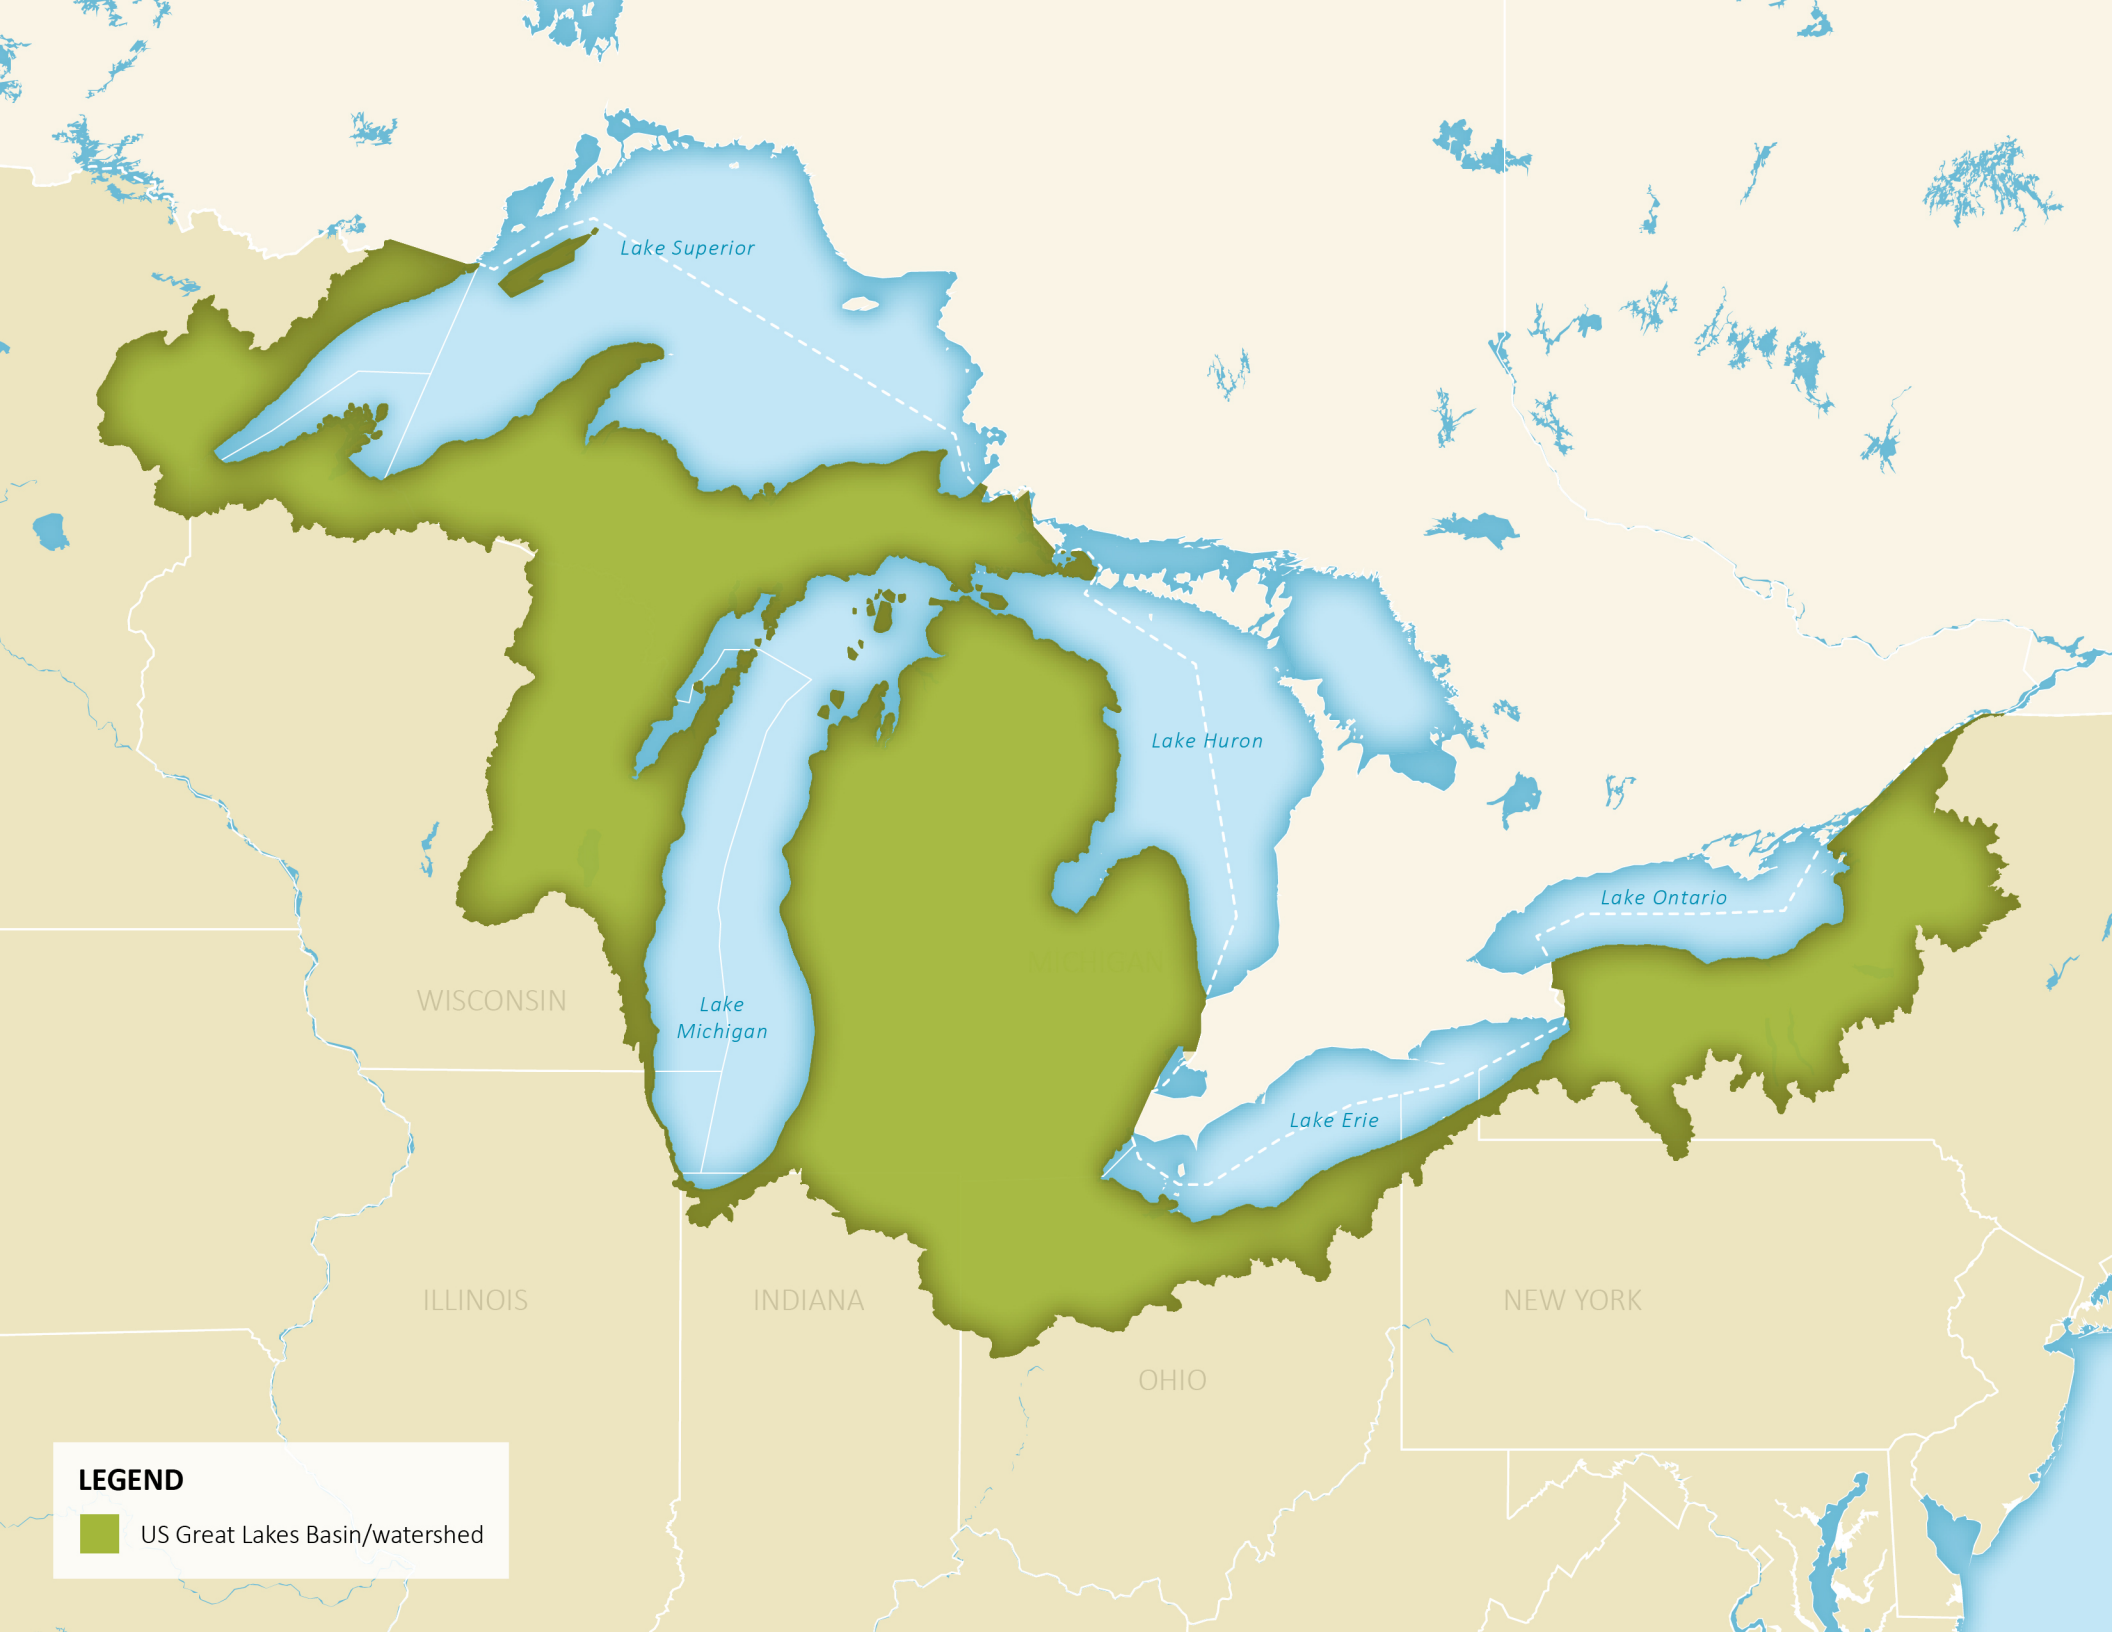 Lake Superior
Lake Huron
Lake Ontario
MICHIGAN
WISCONSIN
Lake
Michigan
Lake Erie
ILLINOIS
INDIANA
NEW YORK
OHIO
LEGEND
US Great Lakes Basin/watershed